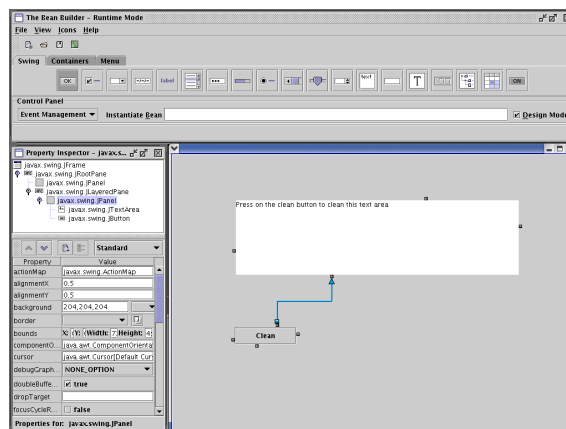 The Bean Builder - Runtime Mode
File View Icons Help
Swing Containers Menu
OK label text T ON
Control Panel
Event Management Instantiate Bean Design Mode
Property Inspector - javax.s...
javax.swing.JFrame
javax.swing.JRootPane
javax.swing.JPanel
javax.swing.JLayeredPane
javax.swing.JPanel
javax.swing.JTextArea
javax.swing.JButton
Standard
Property Value
actionMap javax.swing.ActionMap
alignmentX 0.5
alignmentY 0.5
background 204,204,204
border
bounds X: Y: Width: 7 Height: 4
componentO... java.awt.ComponentOrienta
cursor java.awt.Cursor[Default Curs
debugGraph... NONE_OPTION
doubleBuffe... true
dropTarget
focusCycleR... false
Properties for: javax.swing.JPanel
Press on the clean button to clean this text area
Clean